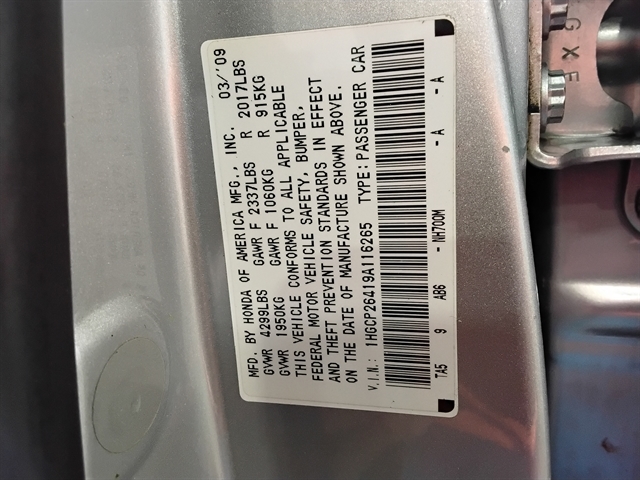 MFD. BY HONDA OF AMERICA MFG., INC. 03/'09
GVWR 4299LBS GAWR F 2337LBS R 2017LBS
GVWR 1950KG GAWR F 1060KG R 915KG
THIS VEHICLE CONFORMS TO ALL APPLICABLE
FEDERAL MOTOR VEHICLE SAFETY, BUMPER,
AND THEFT PREVENTION STANDARDS IN EFFECT
ON THE DATE OF MANUFACTURE SHOWN ABOVE.
V.I.N.: 1HGCP26419A116265 TYPE:PASSENGER CAR
TA5 9 AB6 - NH700M - A - A
G X F